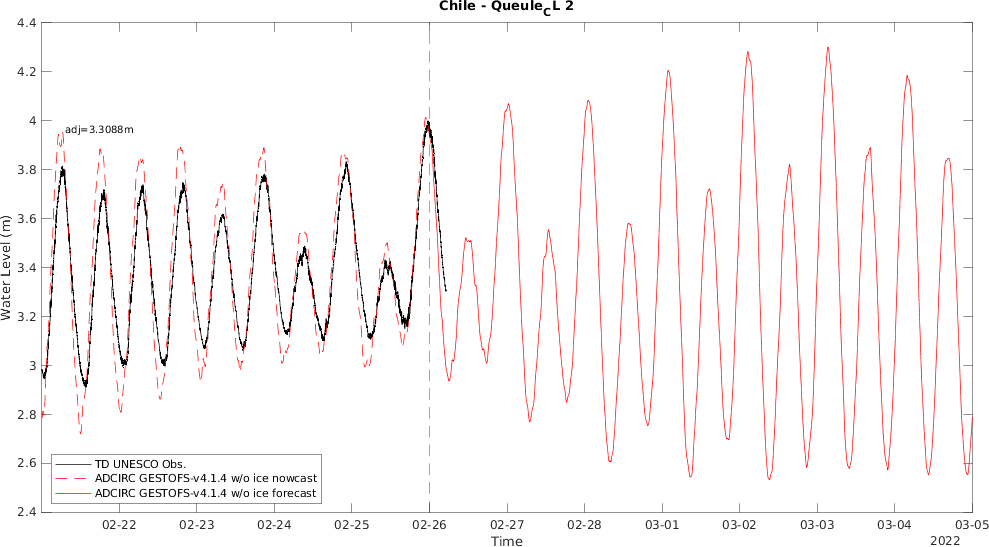 Chile - Queule_CL 2
Water Level (m)
4.4
4.2
4
3.8
3.6
3.4
3.2
3
2.8
2.6
2.4
adj=3.3088m
TD UNESCO Obs.
ADCIRC GESTOFS-v4.1.4 w/o ice nowcast
ADCIRC GESTOFS-v4.1.4 w/o ice forecast
02-22 02-23 02-24 02-25 02-26 02-27 02-28 03-01 03-02 03-03 03-04 03-05
Time
2022